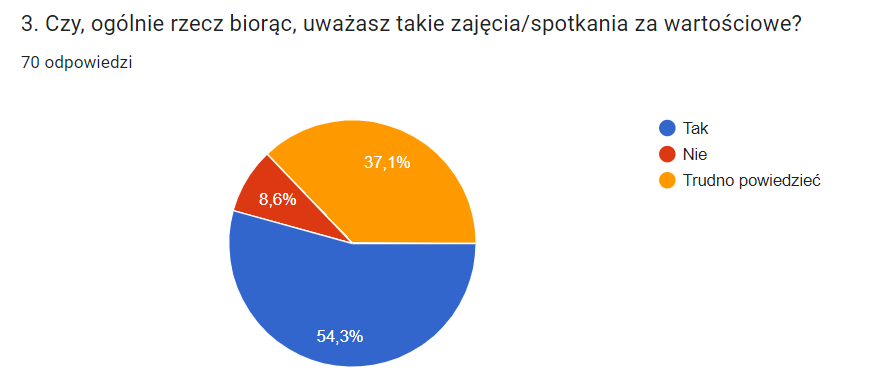 3. Czy, ogólnie rzecz biorąc, uważasz takie zajęcia/spotkania za wartościowe?
70 odpowiedzi
Tak
Nie
Trudno powiedzieć
37,1%
8,6%
54,3%